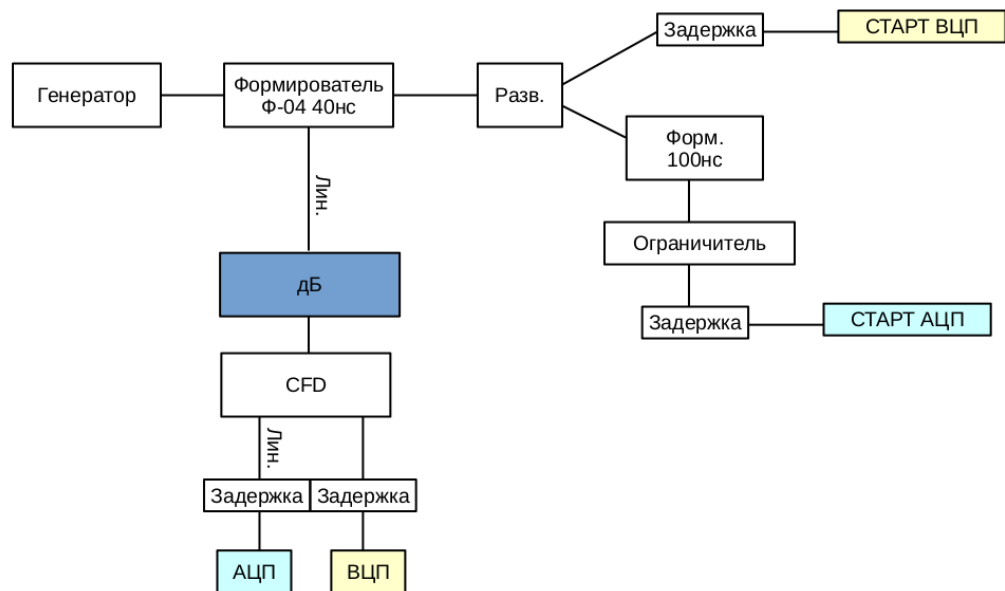 Задержка
СТАРТ ВЦП
Генератор
Формирователь
Ф-04 40нс
Разв.
Форм.
100нс
Лин.
Ограничитель
дБ
Задержка
СТАРТ АЦП
CFD
Лин.
Задержка
Задержка
АЦП
ВЦП